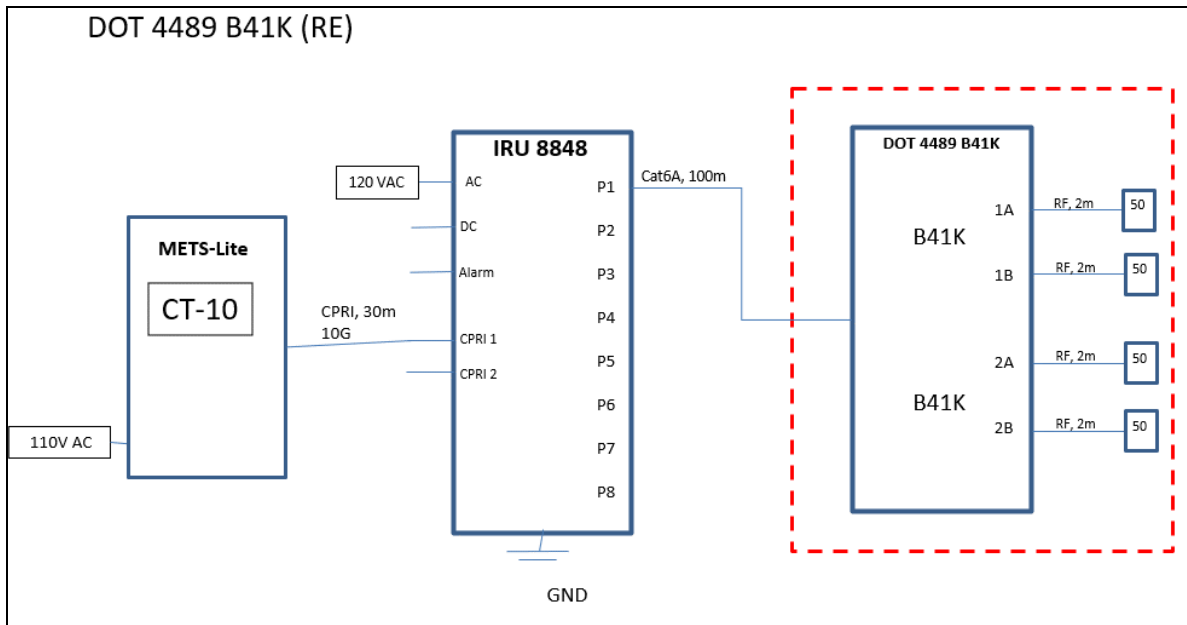 DOT 4489 B41K (RE)
METS-Lite
CT-10
110V AC
CPRI, 30m
10G
120 VAC
IRU 8848
AC
DC
Alarm
CPRI 1
CPRI 2
P1
P2
P3
P4
P5
P6
P7
P8
GND
Cat6A, 100m
DOT 4489 B41K
B41K
B41K
1A
1B
2A
2B
RF, 2m
50
RF, 2m
50
RF, 2m
50
RF, 2m
50